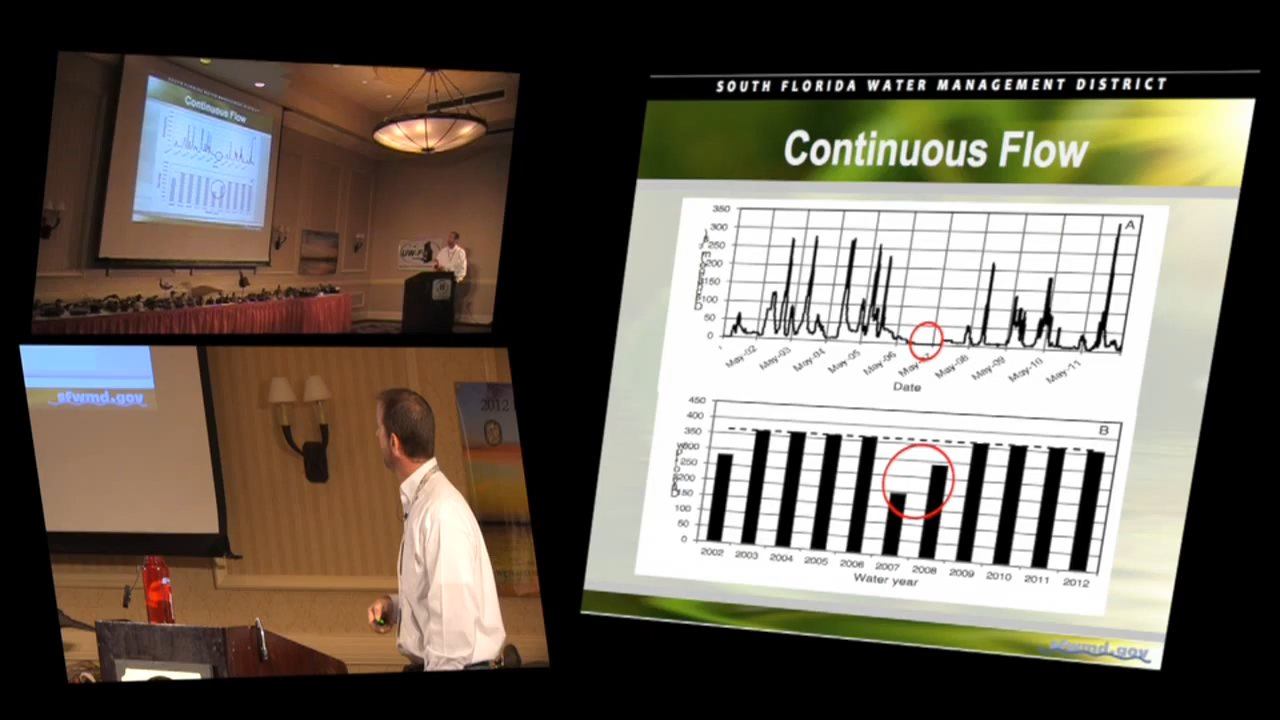 SOUTH FLORIDA WATER MANAGEMENT DISTRICT
Continuous Flow
350
300
250
200
150
100
50
0
A
May-02
May-03
May-04
May-05
May-06
May-08
May-09
May-10
May-11
Date
450
400
350
250
200
150
100
50
0
B
2002
2003
2004
2005
2006
2007
2008
2009
2010
2011
2012
Water year
sfwmd.gov
Continuous Flow
sfwmd.gov
2012